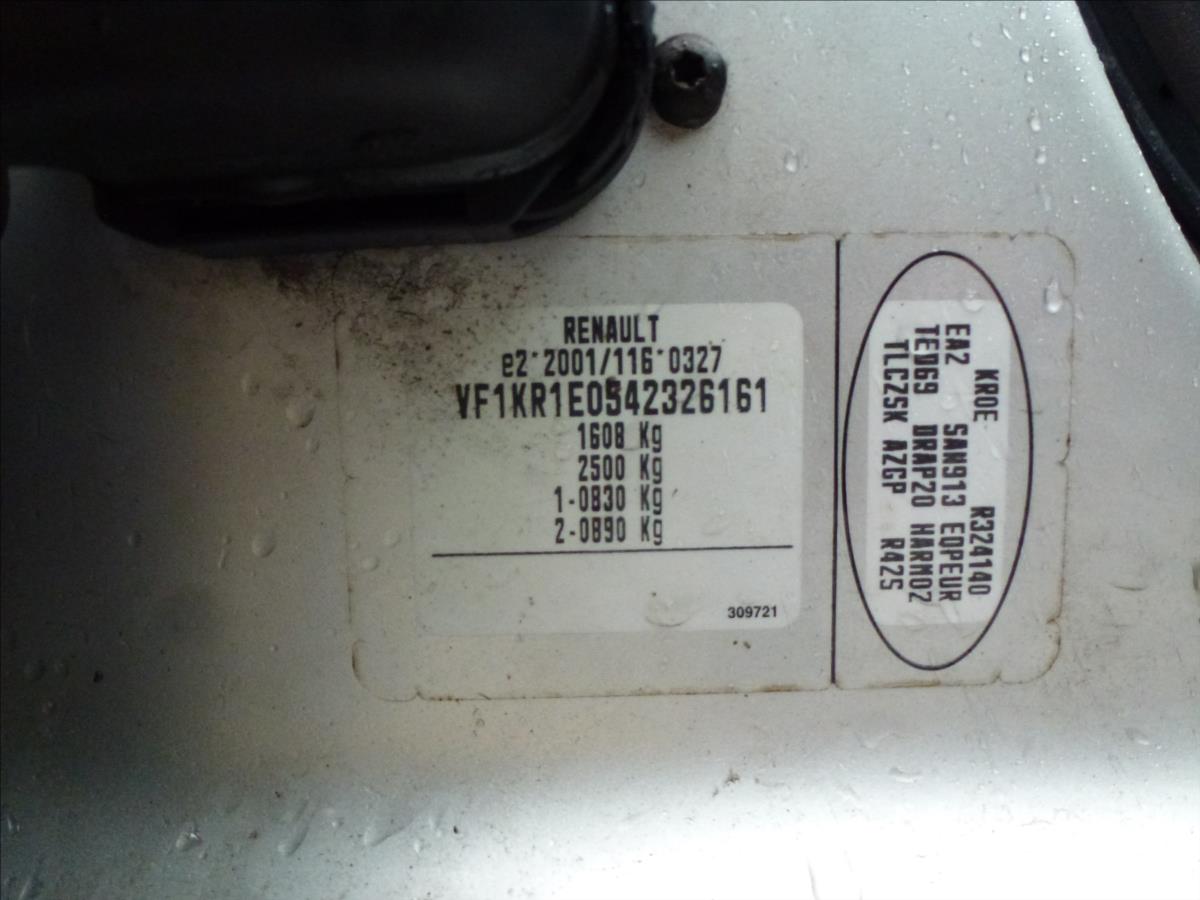 RENAULT
e2*2001/116*0327
VF1KR1E0542326161
1608 Kg
2500 Kg
1-0830 Kg
2-0890 Kg
309721
KR0E R324140
EA2 SAN913 EQPEUR
TED69 DRAP20 HARM02
TLCZ5K AZGP R42S